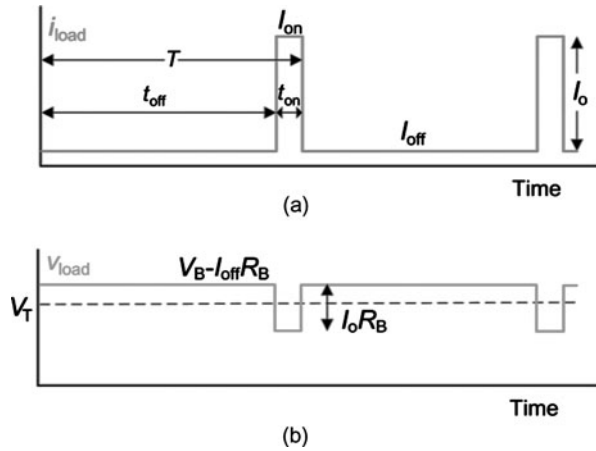 i_load
I_on
T
t_off
t_on
I_o
I_off
Time
(a)
v_load
V_B-I_offR_B
V_T
I_oR_B
Time
(b)